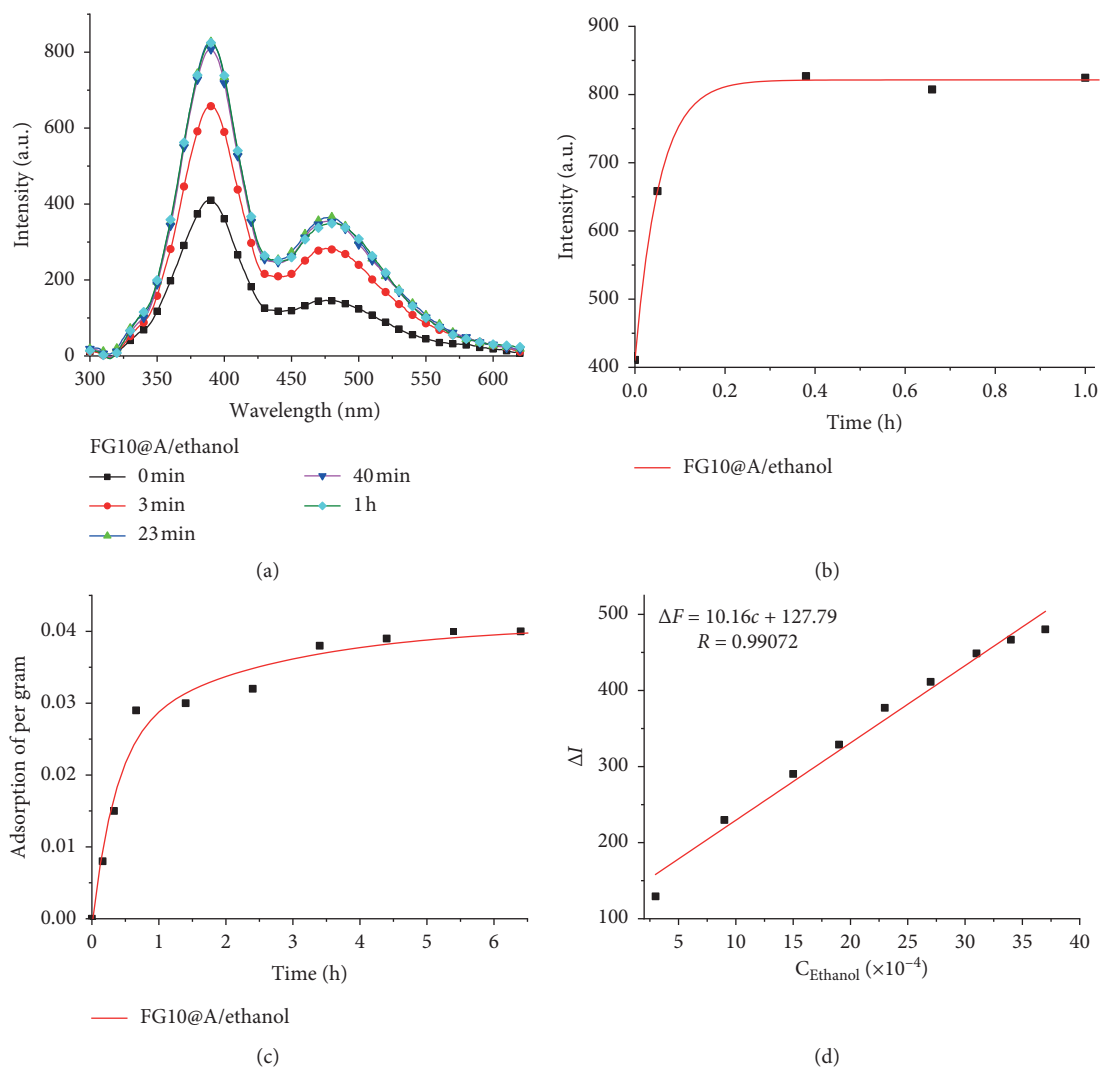 800
600
400
200
0
Intensity (a.u.)
300 350 400 450 500 550 600
Wavelength (nm)
FG10@A/ethanol
0 min
3 min
23 min
40 min
1 h
(a)
900
800
700
600
500
400
Intensity (a.u.)
0.0 0.2 0.4 0.6 0.8 1.0
Time (h)
FG10@A/ethanol
(b)
0.04
0.03
0.02
0.01
0.00
Adsorption of per gram
0 1 2 3 4 5 6
Time (h)
FG10@A/ethanol
(c)
ΔF = 10.16c + 127.79
R = 0.99072
500
400
300
200
100
ΔI
5 10 15 20 25 30 35 40
C_Ethanol (×10⁻⁴)
(d)